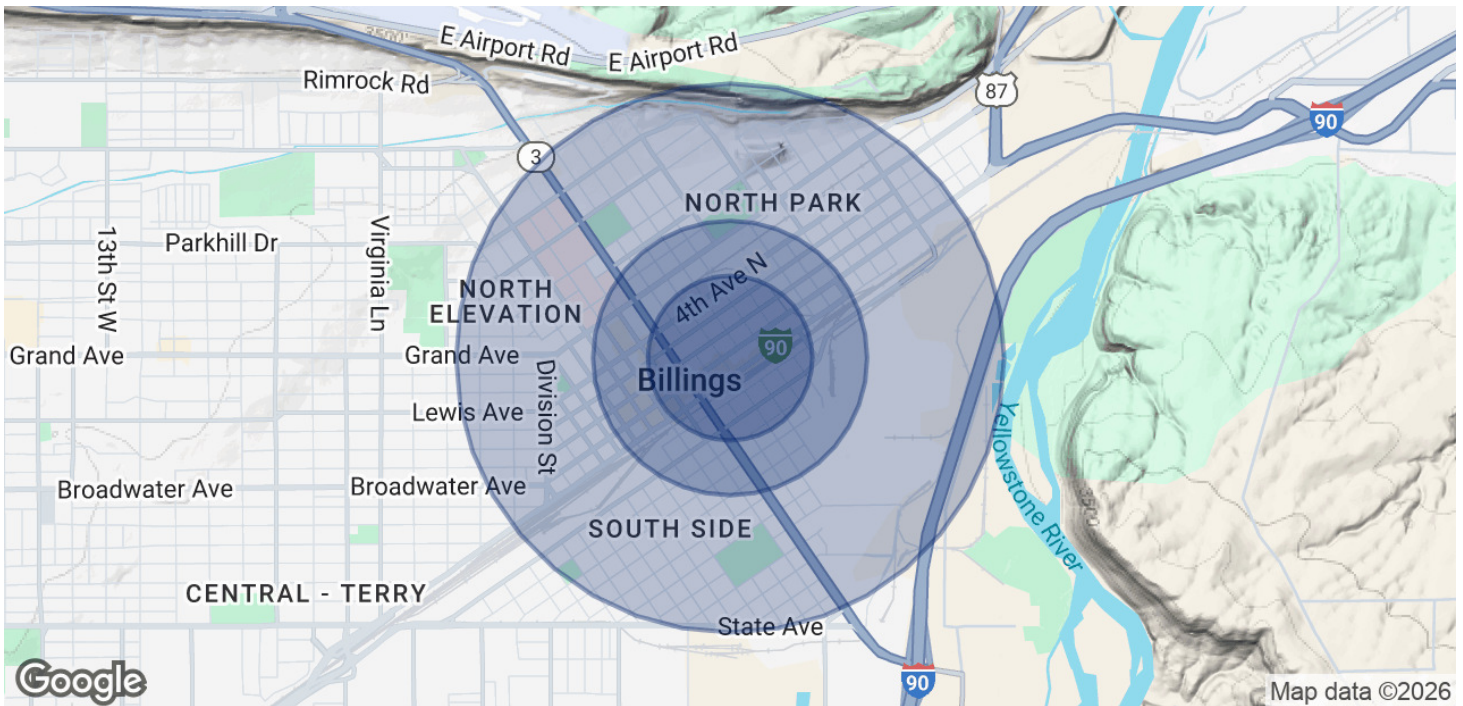 E Airport Rd
E Airport Rd
3500'
Rimrock Rd
87
90
3
NORTH PARK
13th St W
Parkhill Dr
Virginia Ln
4th Ave N
NORTH
ELEVATION
90
Grand Ave
Grand Ave
Division St
Billings
Lewis Ave
Yellowstone River
Broadwater Ave
Broadwater Ave
3500
SOUTH SIDE
CENTRAL - TERRY
State Ave
90
Google
Map data ©2026